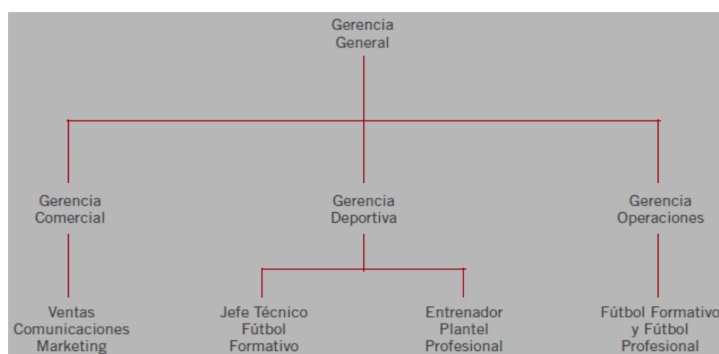 Gerencia
General
Gerencia
Comercial
Gerencia
Deportiva
Gerencia
Operaciones
Ventas
Comunicaciones
Marketing
Jefe Técnico
Fútbol
Formativo
Entrenador
Plantel
Profesional
Fútbol Formativo
y Fútbol
Profesional